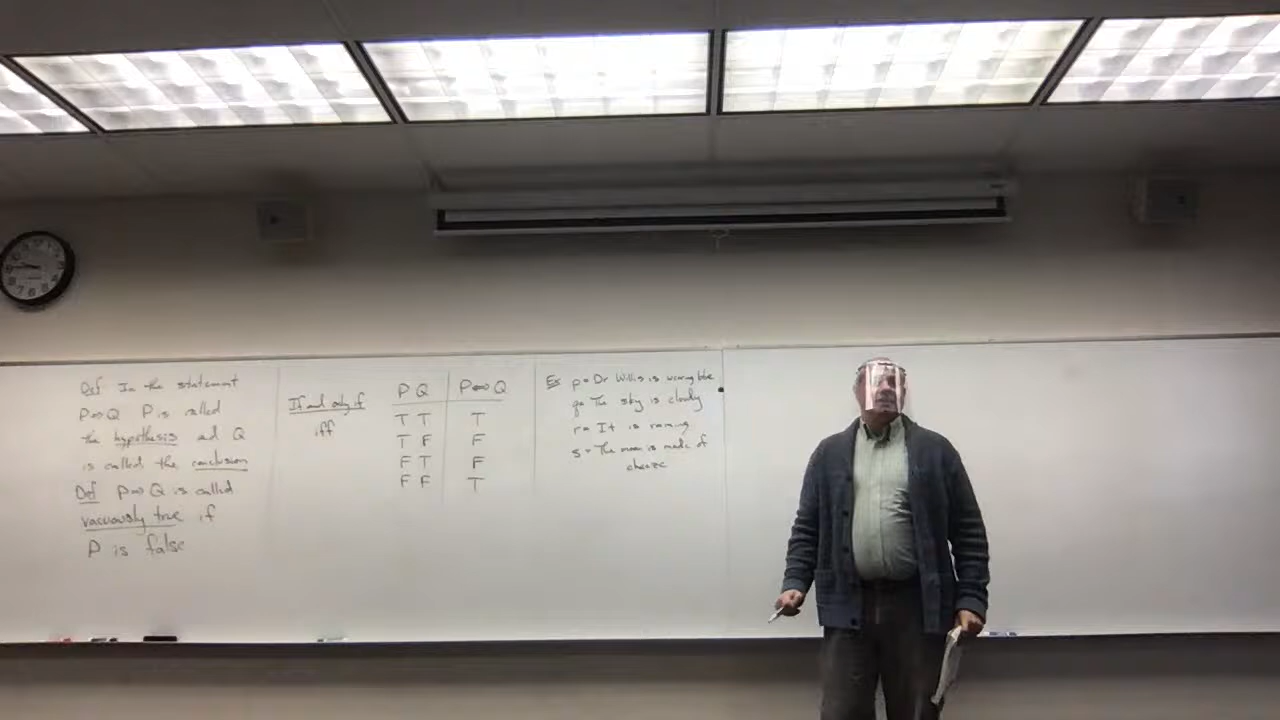 Def In the statement
P⇒Q P is called
the hypothesis and Q
is called the conclusion
Def P⇒Q is called
vacuously true if
P is false
If and only if
iff
P Q P⇔Q
T T T
T F F
F T F
F F T
Ex p = Dr Willis is wearing blue
q = The sky is cloudy
r = It is raining
s = The moon is made of
cheese